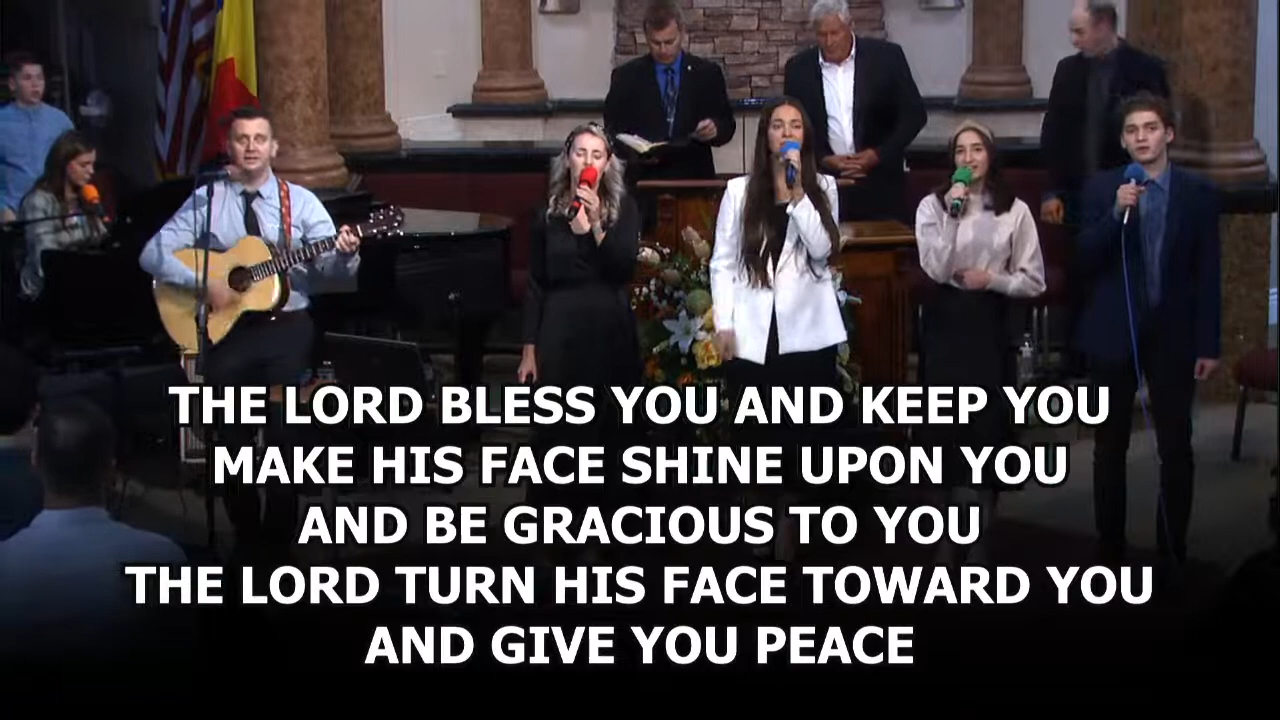 THE LORD BLESS YOU AND KEEP YOU
MAKE HIS FACE SHINE UPON YOU
AND BE GRACIOUS TO YOU
THE LORD TURN HIS FACE TOWARD YOU
AND GIVE YOU PEACE